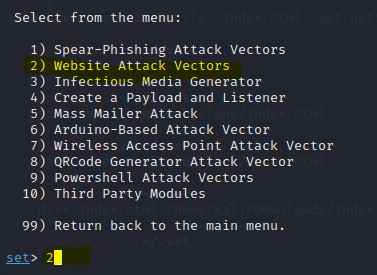 Select from the menu:
1) Spear-Phishing Attack Vectors
2) Website Attack Vectors
3) Infectious Media Generator
4) Create a Payload and Listener
5) Mass Mailer Attack
6) Arduino-Based Attack Vector
7) Wireless Access Point Attack Vector
8) QRCode Generator Attack Vector
9) Powershell Attack Vectors
10) Third Party Modules
99) Return back to the main menu.
set> 2